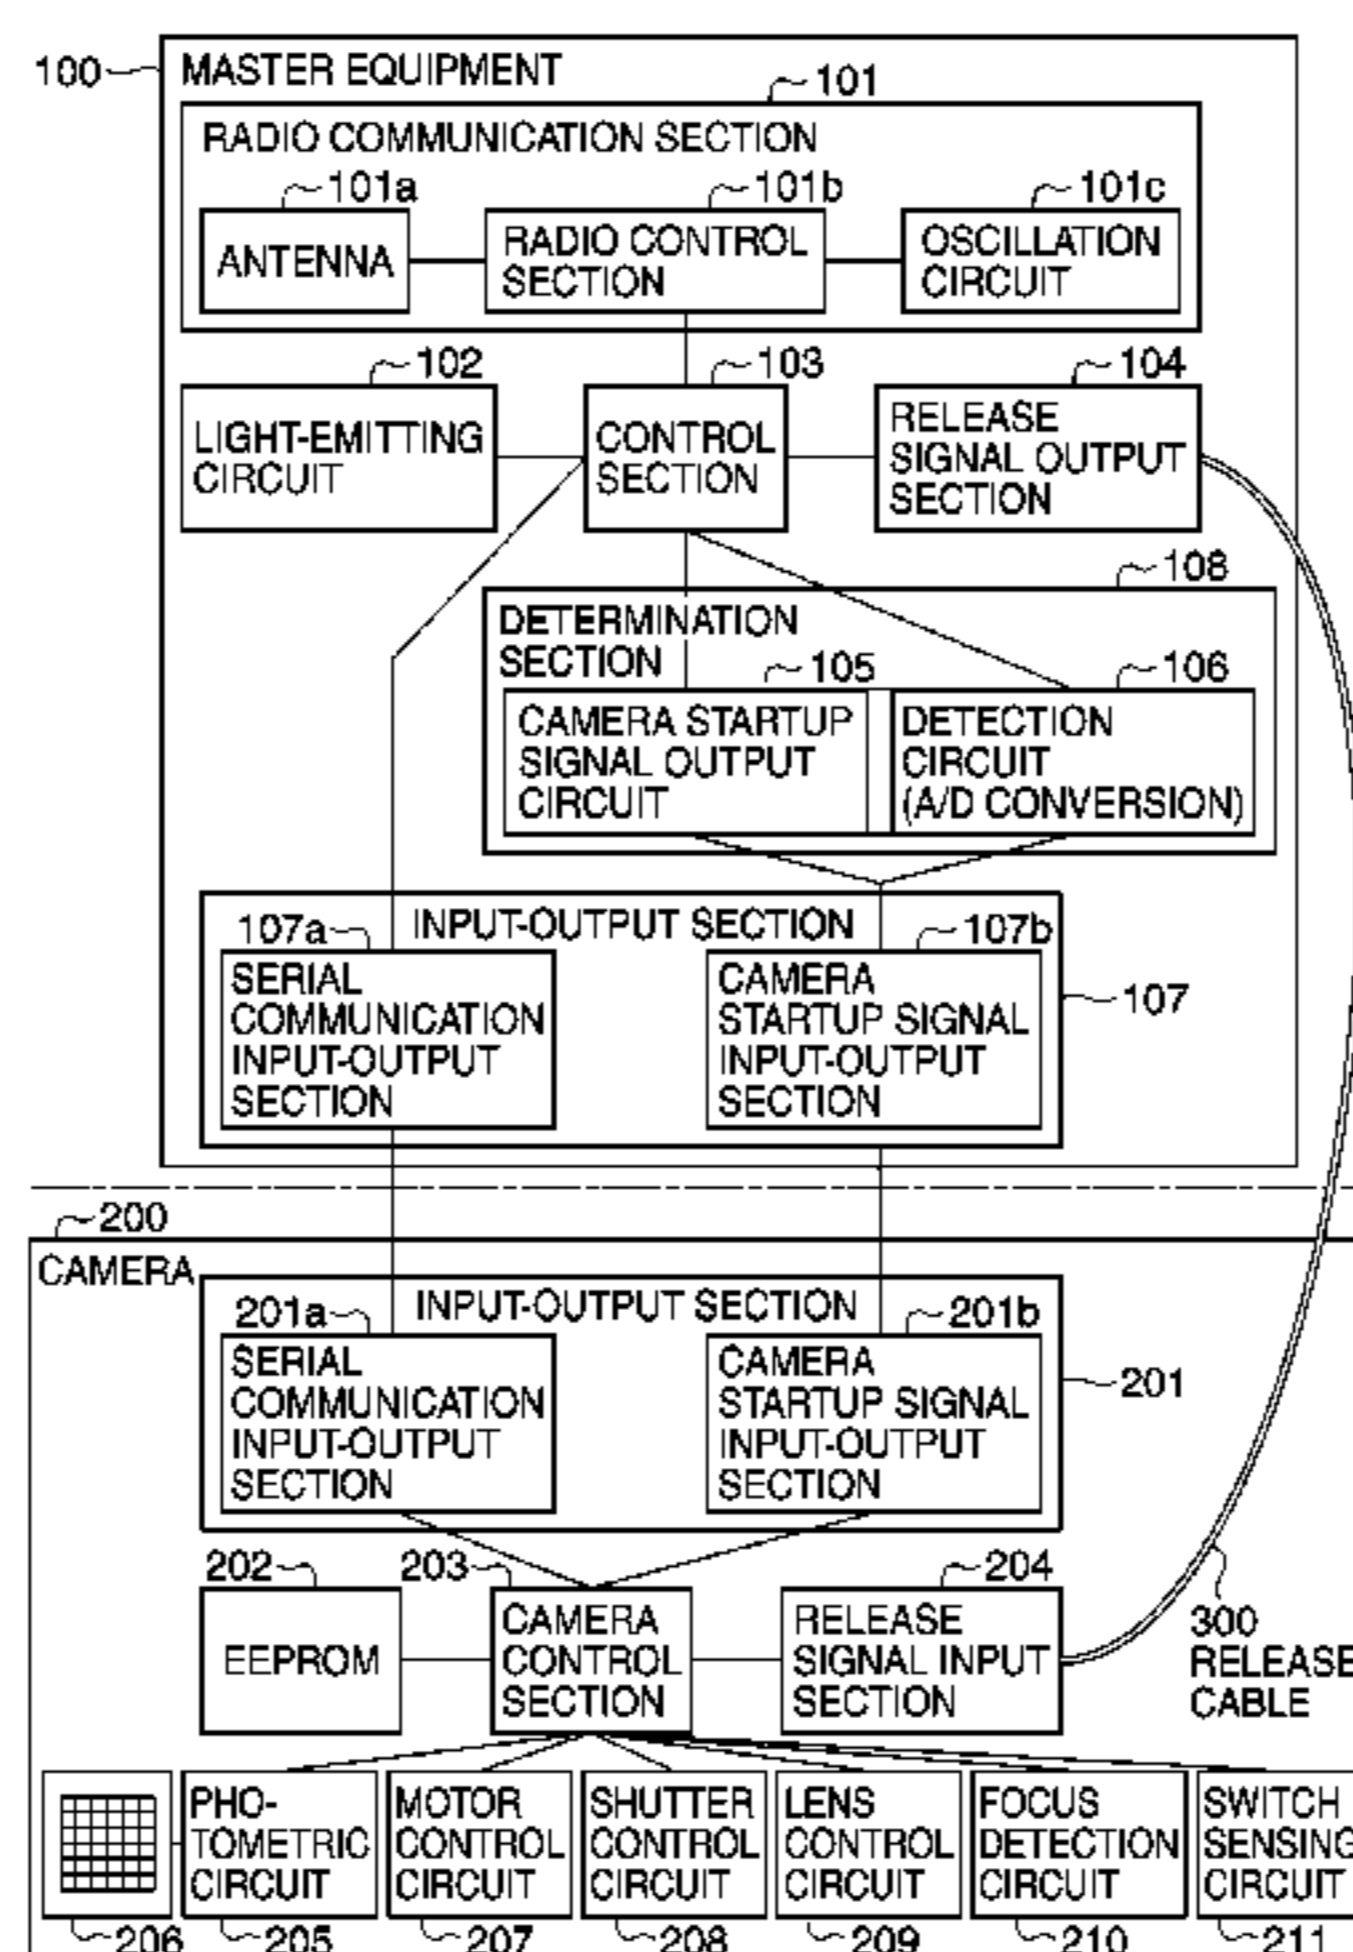 100
MASTER EQUIPMENT
101
RADIO COMMUNICATION SECTION
101a
101b
101c
ANTENNA
RADIO CONTROL
SECTION
OSCILLATION
CIRCUIT
102
103
104
LIGHT-EMITTING
CIRCUIT
CONTROL
SECTION
RELEASE
SIGNAL OUTPUT
SECTION
108
DETERMINATION
SECTION
105
106
CAMERA STARTUP
SIGNAL OUTPUT
CIRCUIT
DETECTION
CIRCUIT
(A/D CONVERSION)
107a
INPUT-OUTPUT SECTION
107b
SERIAL
COMMUNICATION
INPUT-OUTPUT
SECTION
CAMERA
STARTUP SIGNAL
INPUT-OUTPUT
SECTION
107
200
CAMERA
201a
INPUT-OUTPUT SECTION
201b
SERIAL
COMMUNICATION
INPUT-OUTPUT
SECTION
CAMERA
STARTUP SIGNAL
INPUT-OUTPUT
SECTION
201
202
203
204
EEPROM
CAMERA
CONTROL
SECTION
RELEASE
SIGNAL INPUT
SECTION
300
RELEASE
CABLE
PHO-
TOMETRIC
CIRCUIT
MOTOR
CONTROL
CIRCUIT
SHUTTER
CONTROL
CIRCUIT
LENS
CONTROL
CIRCUIT
FOCUS
DETECTION
CIRCUIT
SWITCH
SENSING
CIRCUIT
206
205
207
208
209
210
211